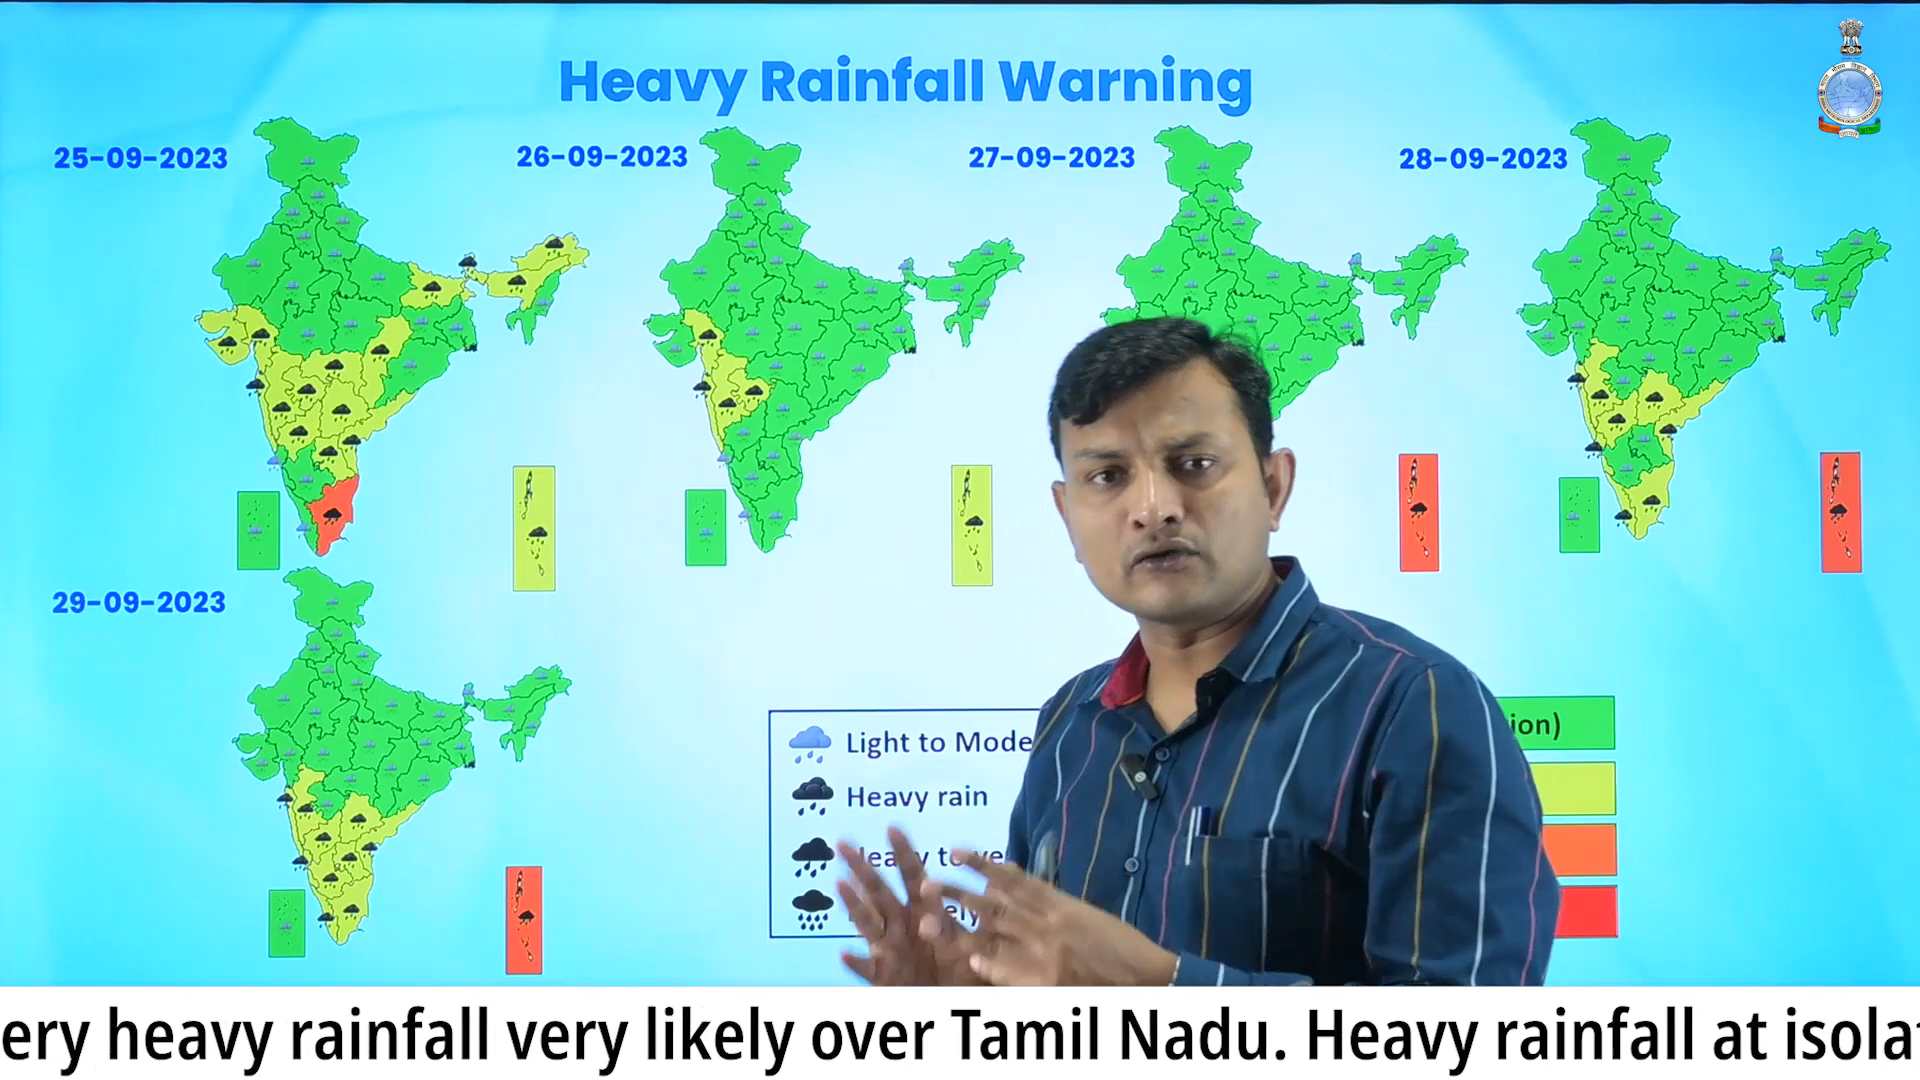 Heavy Rainfall Warning
25-09-2023
26-09-2023
27-09-2023
28-09-2023
29-09-2023
Light to Mode
ion)
Heavy rain
ery heavy rainfall very likely over Tamil Nadu. Heavy rainfall at isola